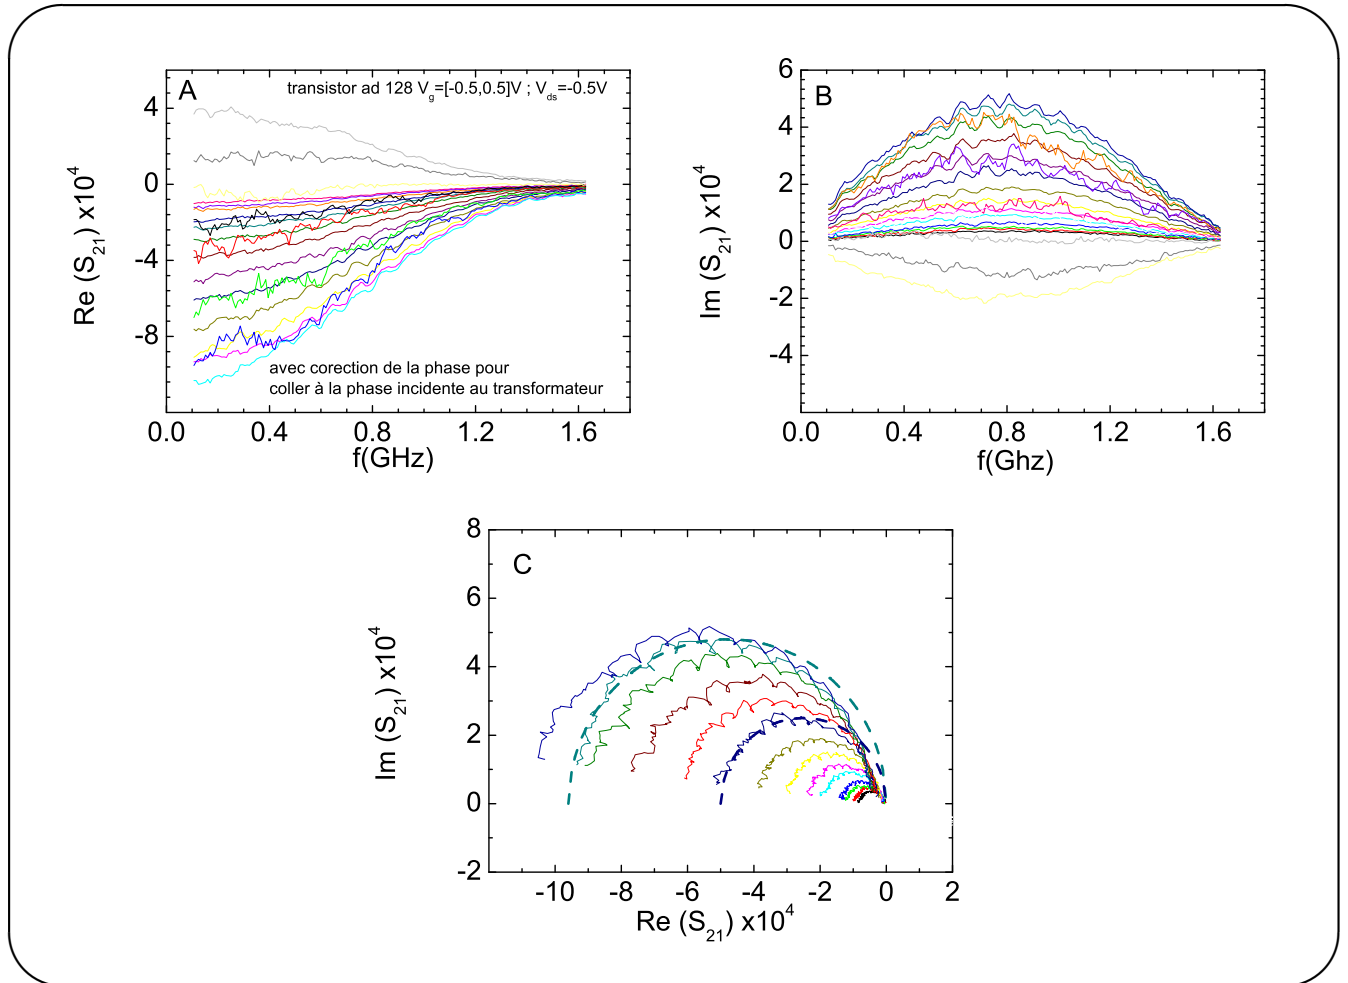 A
transistor ad 128 Vg=[-0.5,0.5]V ; Vds=-0.5V
4
0
-4
-8
Re (S21) x10^4
avec corection de la phase pour
coller à la phase incidente au transformateur
0.0 0.4 0.8 1.2 1.6
f(GHz)
B
6
4
2
0
-2
-4
Im (S21) x10^4
0.0 0.4 0.8 1.2 1.6
f(Ghz)
C
8
6
4
2
0
-2
Im (S21) x10^4
-10 -8 -6 -4 -2 0 2
Re (S21) x10^4